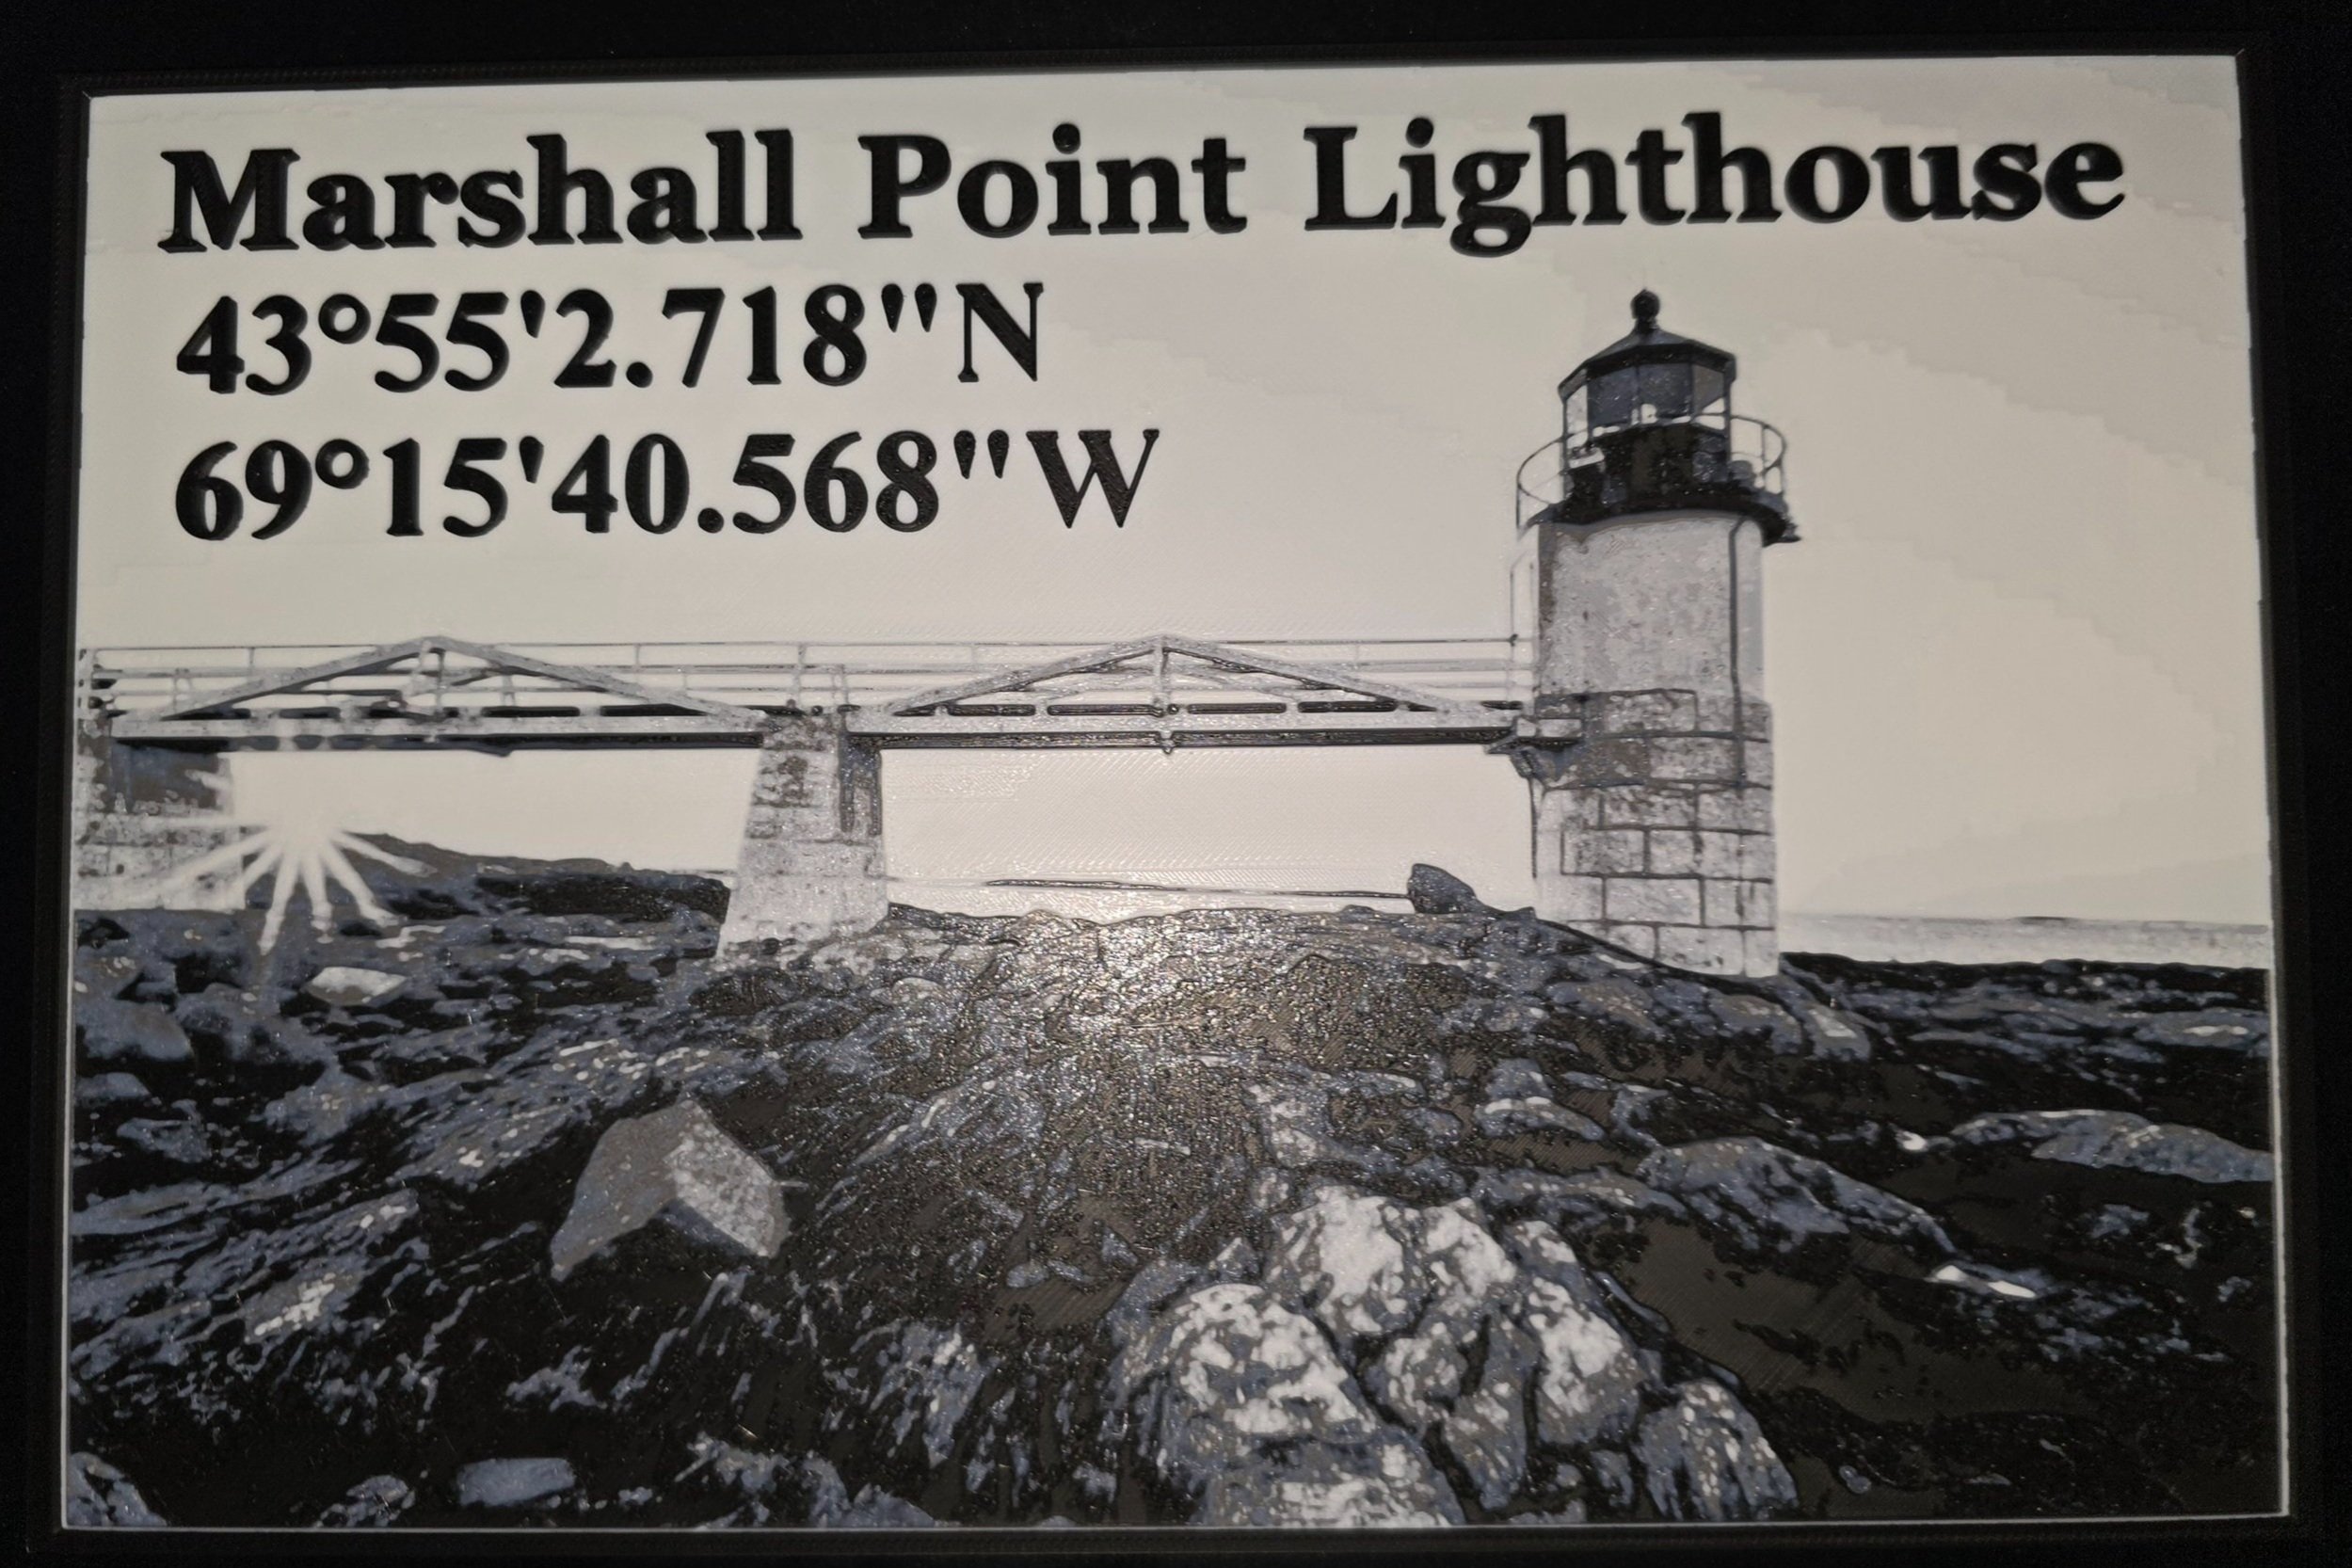 Marshall Point Lighthouse
43°55'2.718"N
69°15'40.568"W